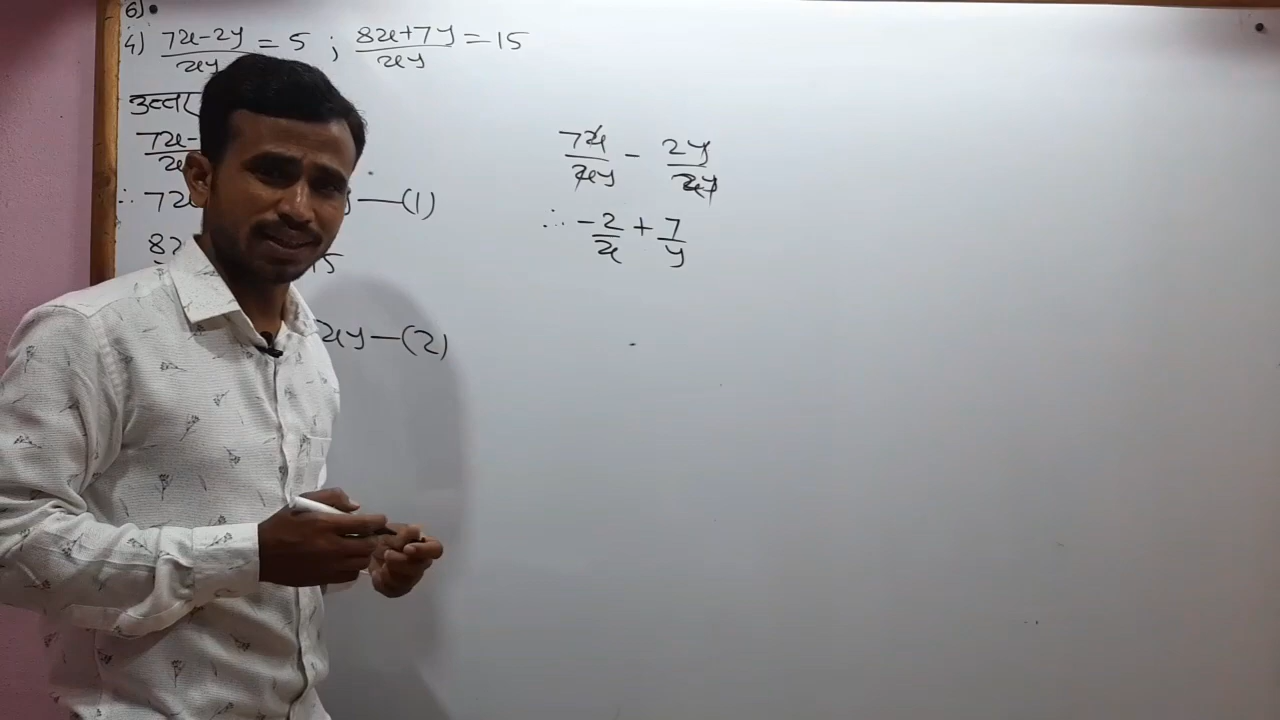 6).
4) 7x-2y/xy = 5 ; 8x+7y/xy = 15
उत्तर
7x-
∴ 7x y —(1)
8 15
xy—(2)
7x/xy - 2y/xy
∴ -2/x + 7/y